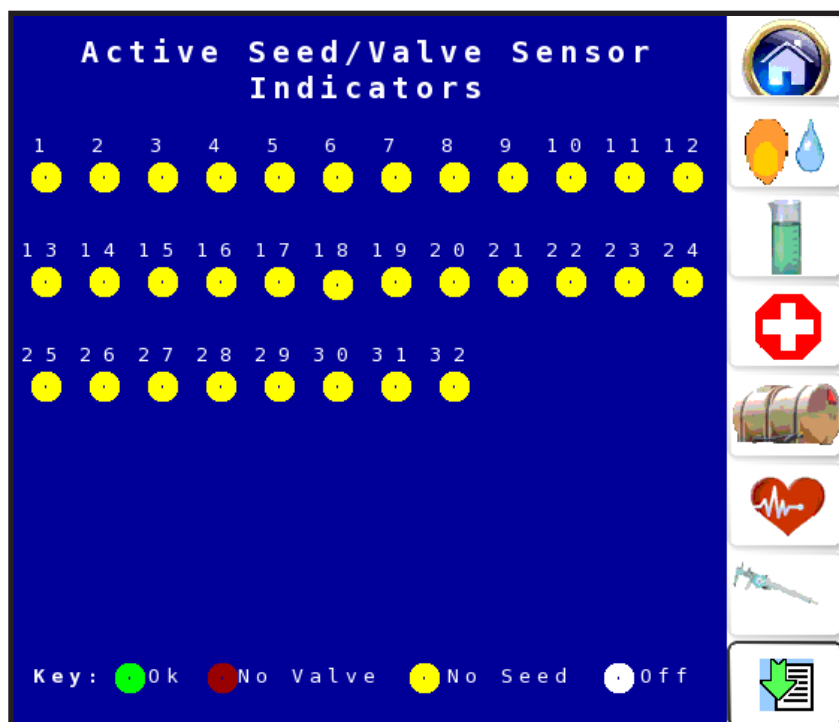 Active Seed/Valve Sensor
Indicators
1 2 3 4 5 6 7 8 9 10 11 12
13 14 15 16 17 18 19 20 21 22 23 24
25 26 27 28 29 30 31 32
Key: Ok No Valve No Seed Off